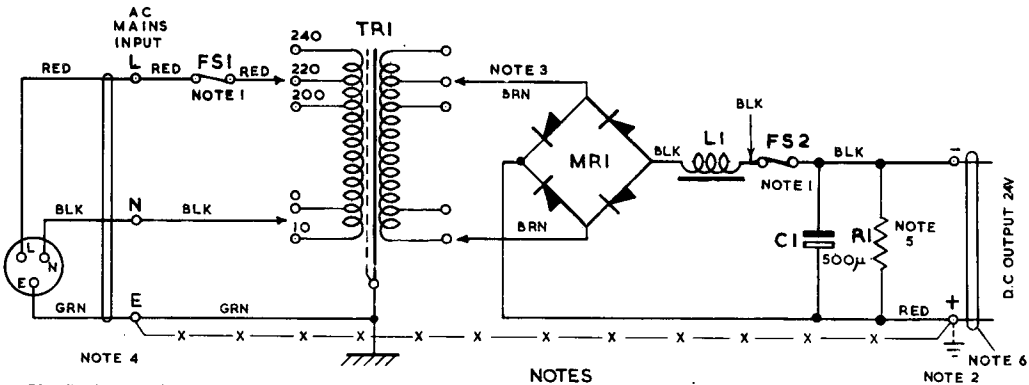 AC
MAINS
INPUT
L
RED
RED
FS1
RED
NOTE 1
240
220
200
TR1
NOTE 3
BRN
MR1
BLK
BLK
L1
FS2
NOTE 1
BLK
-
D.C OUTPUT 24V
BLK
N
BLK
0
10
BRN
C1
500μ
R1
NOTE
5
L
N
E
GRN
E
GRN
RED
+
X X X X X X X X X X X X X X
NOTE 4
NOTES
NOTE 2
NOTE 6